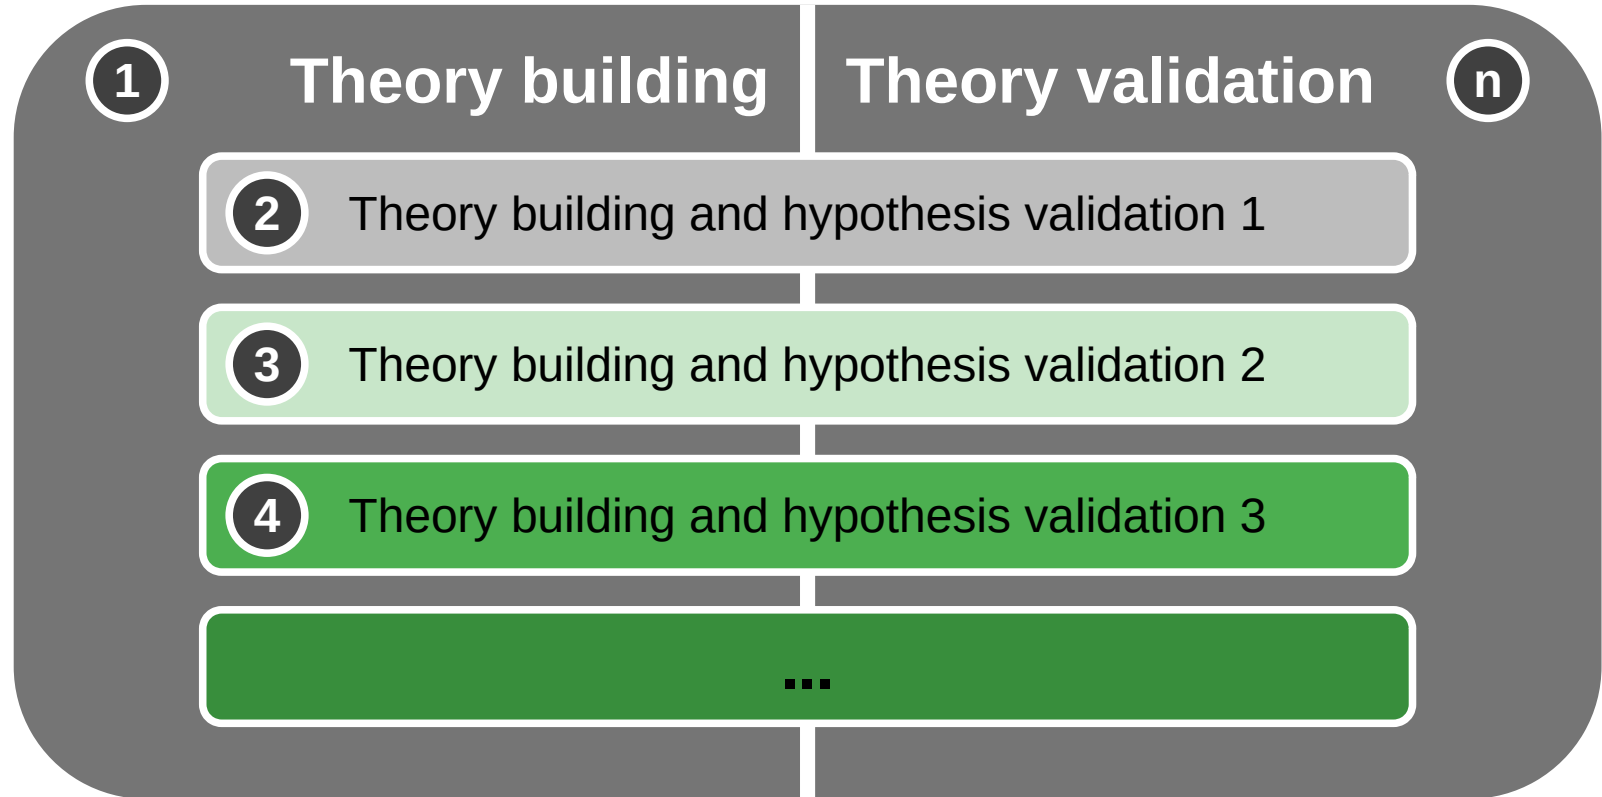 1 Theory building Theory validation n
2 Theory building and hypothesis validation 1
3 Theory building and hypothesis validation 2
4 Theory building and hypothesis validation 3
...